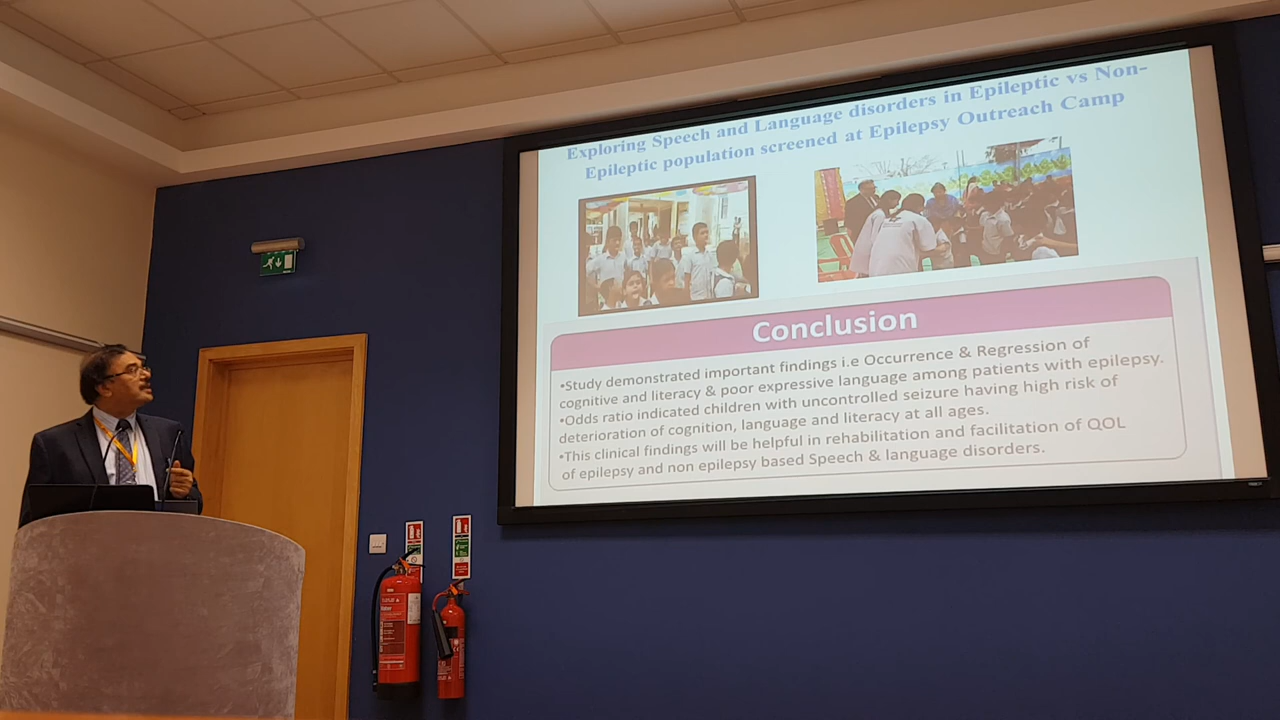 Exploring Speech and Language disorders in Epileptic vs Non-
Epileptic population screened at Epilepsy Outreach Camp
Conclusion
•Study demonstrated important findings i.e Occurrence & Regression of
cognitive and literacy & poor expressive language among patients with epilepsy.
•Odds ratio indicated children with uncontrolled seizure having high risk of
deterioration of cognition, language and literacy at all ages.
•This clinical findings will be helpful in rehabilitation and facilitation of QOL
of epilepsy and non epilepsy based Speech & language disorders.